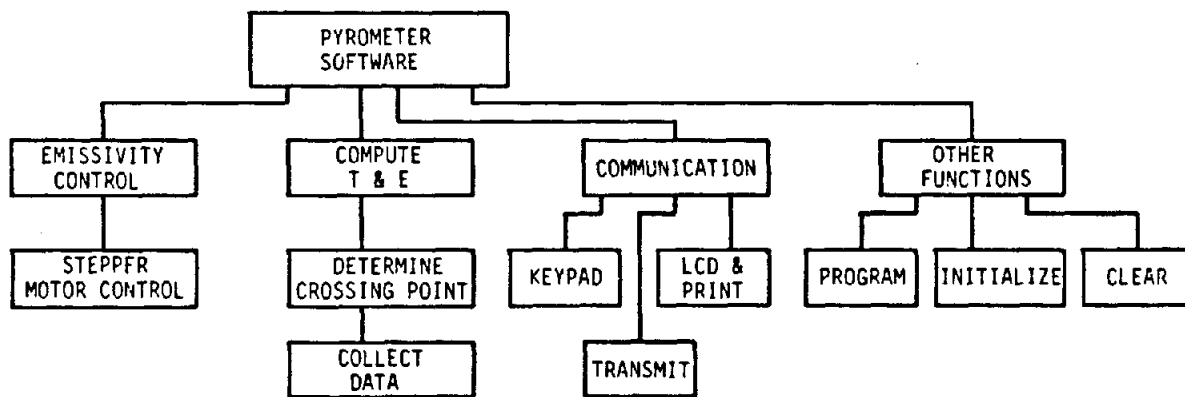 PYROMETER
SOFTWARE
EMISSIVITY
CONTROL
COMPUTE
T & E
COMMUNICATION
OTHER
FUNCTIONS
STEPPFR
MOTOR CONTROL
DETERMINE
CROSSING POINT
KEYPAD
LCD &
PRINT
PROGRAM
INITIALIZE
CLEAR
COLLECT
DATA
TRANSMIT